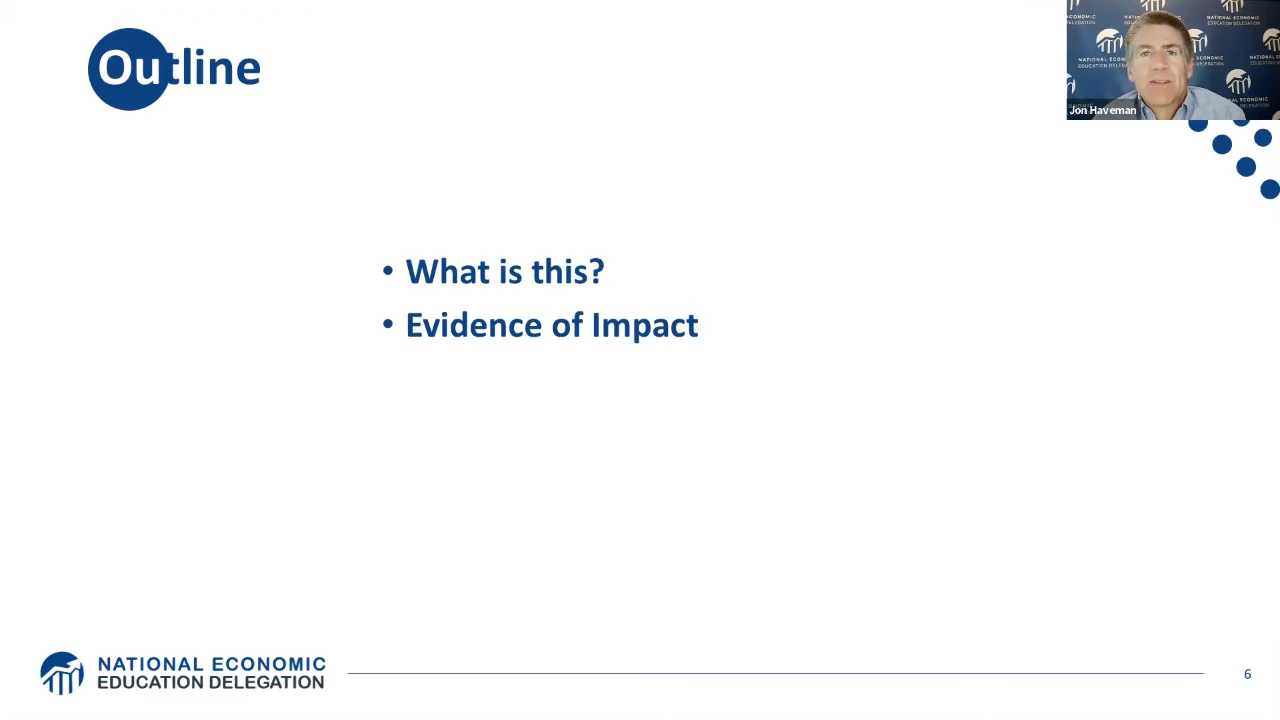 Outline
Jon Haveman
• What is this?
• Evidence of Impact
NATIONAL ECONOMIC
EDUCATION DELEGATION
6